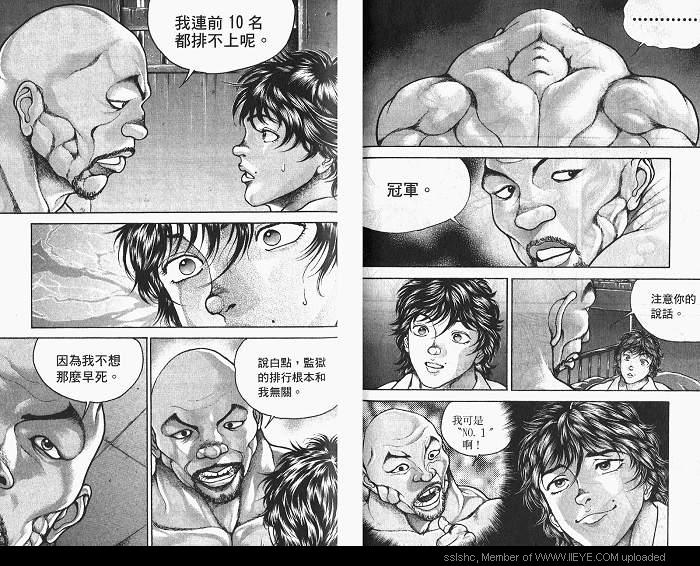 …………
冠軍。
注意你的
說話。
我可是
“NO.1”
啊！
我連前10名
都排不上呢。
說白點，監獄
的排行根本和
我無關。
因為我不想
那麼早死。
sslshc, Member of WWW.IIEYE.COM uploaded